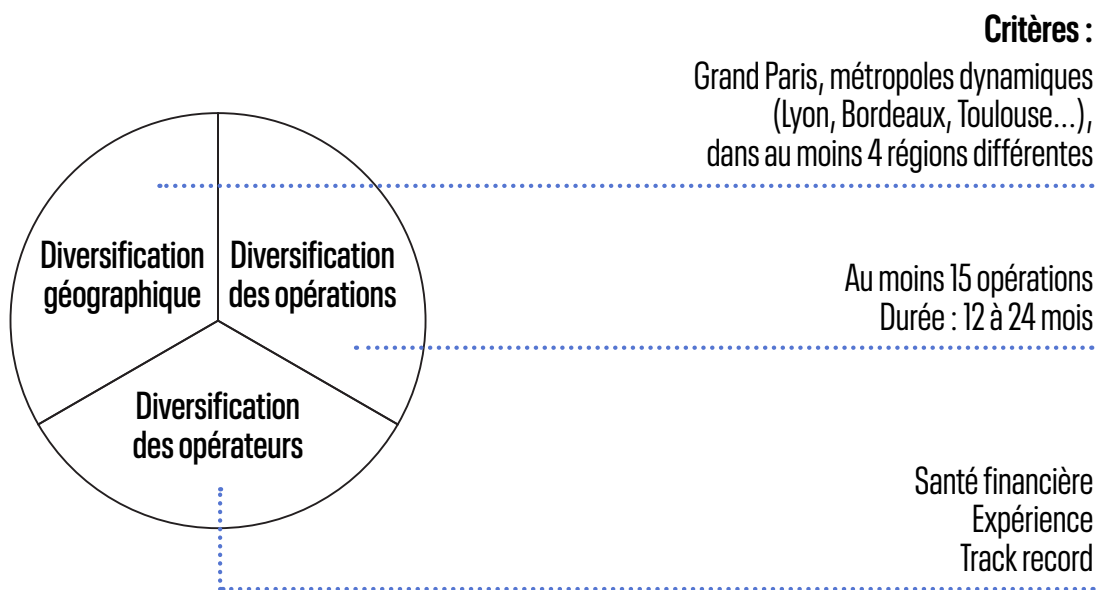 Critères :
Grand Paris, métropoles dynamiques
(Lyon, Bordeaux, Toulouse...),
dans au moins 4 régions différentes
Diversification
géographique
Diversification
des opérations
Au moins 15 opérations
Durée : 12 à 24 mois
Diversification
des opérateurs
Santé financière
Expérience
Track record